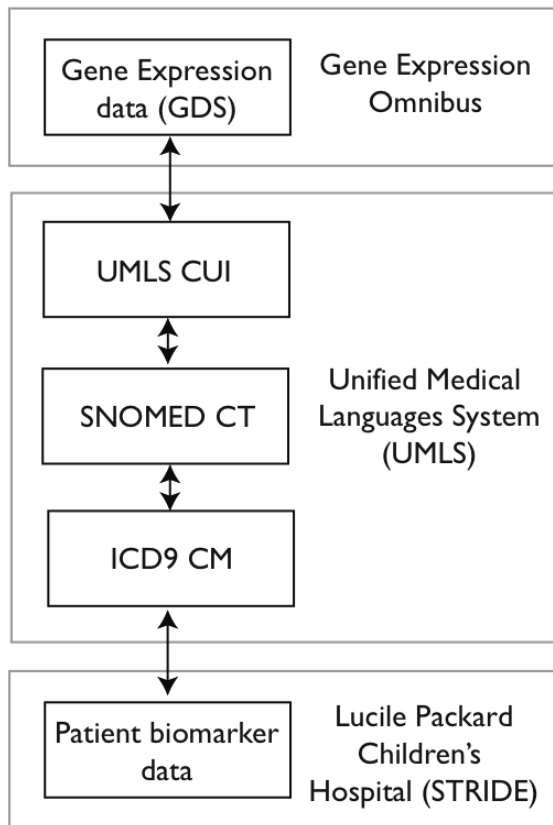 Gene Expression
data (GDS)
Gene Expression
Omnibus
UMLS CUI
SNOMED CT
ICD9 CM
Unified Medical
Languages System
(UMLS)
Patient biomarker
data
Lucile Packard
Children's
Hospital (STRIDE)